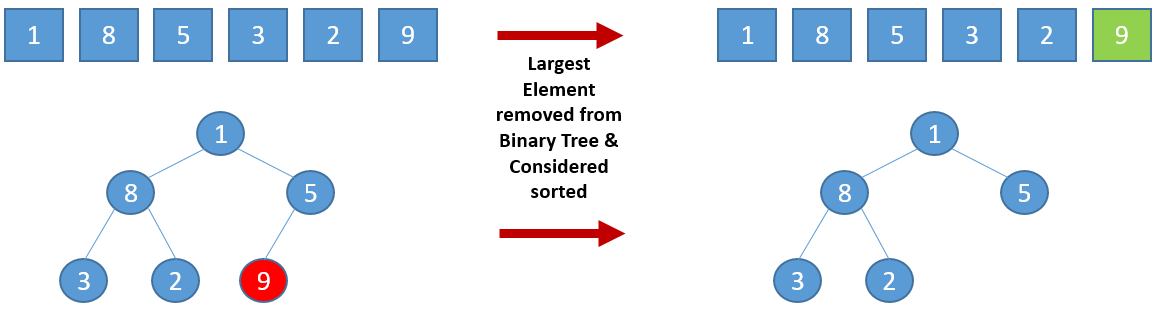 1 8 5 3 2 9
Largest
Element
removed from
Binary Tree &
Considered
sorted
1 8 5 3 2 9
1
8 5
3 2 9
1
8 5
3 2